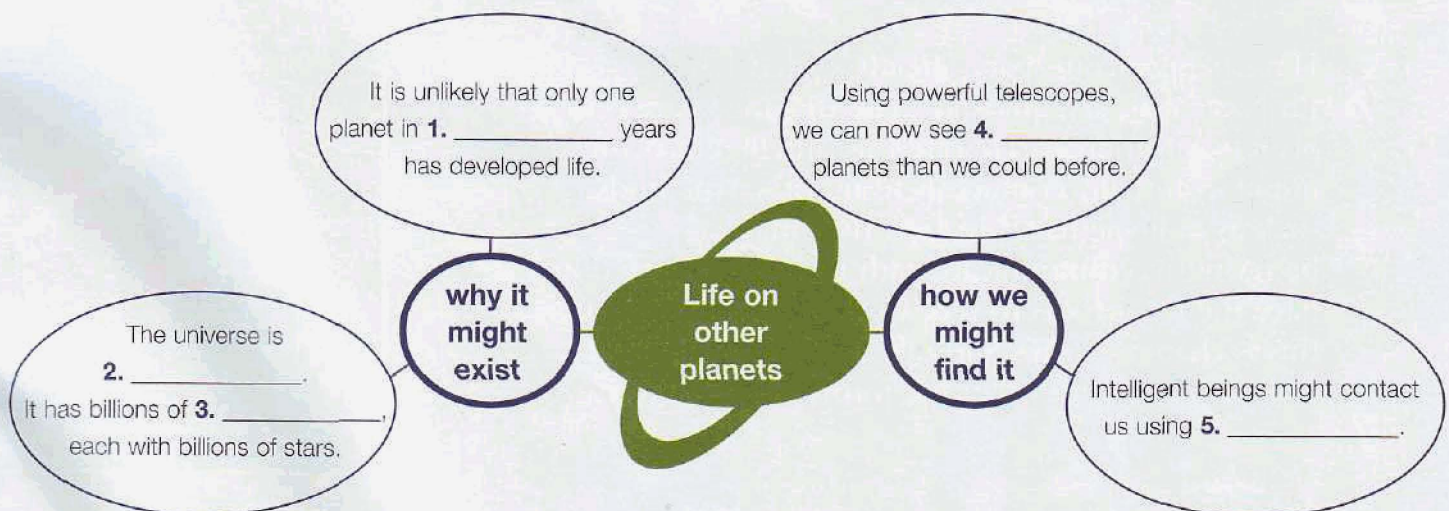 It is unlikely that only one
planet in 1. ____________ years
has developed life.
Using powerful telescopes,
we can now see 4. ____________
planets than we could before.
The universe is
2. ____________.
It has billions of 3. ____________,
each with billions of stars.
why it
might
exist
Life on
other
planets
how we
might
find it
Intelligent beings might contact
us using 5. ____________.